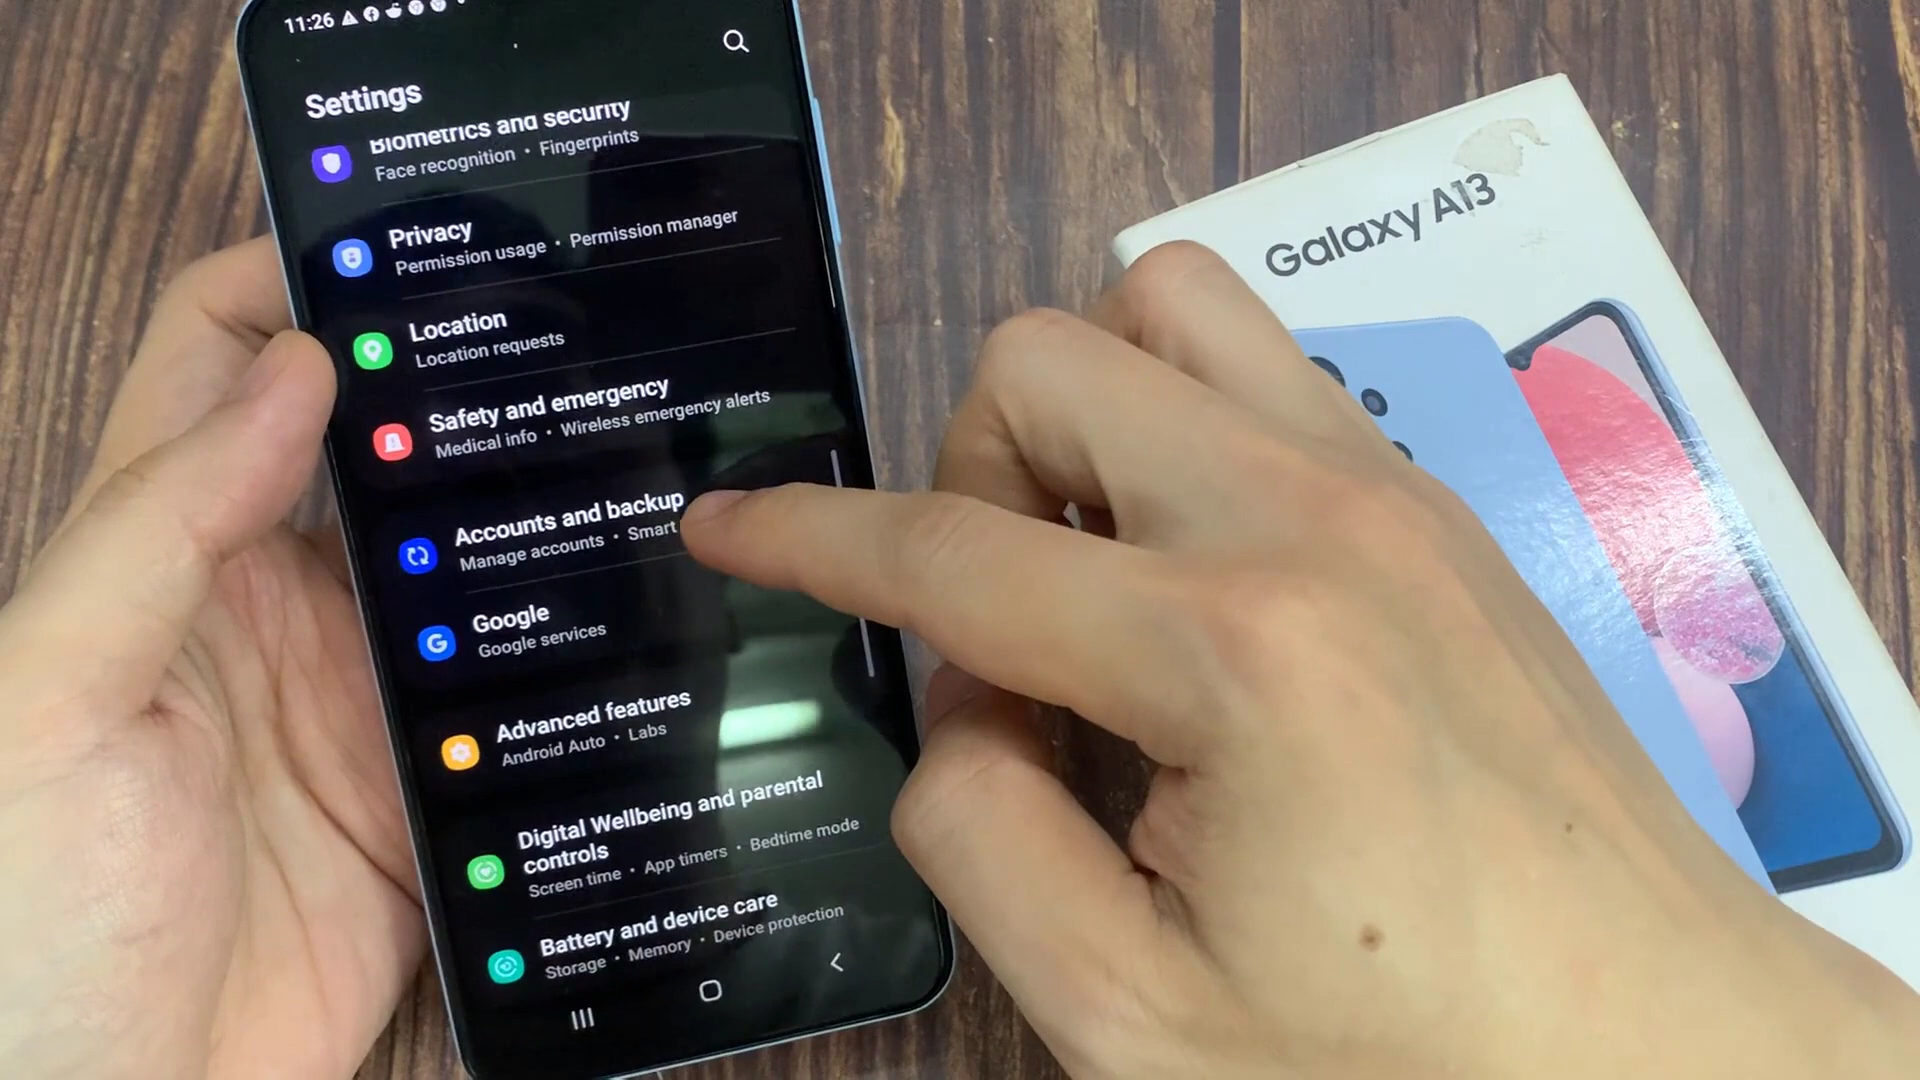 11:26
Settings
Biometrics and security
Face recognition • Fingerprints
Privacy
Permission usage • Permission manager
Location
Location requests
Safety and emergency
Medical info • Wireless emergency alerts
Accounts and backup
Manage accounts • Smart
Google
Google services
Advanced features
Android Auto • Labs
Digital Wellbeing and parental
controls
Screen time • App timers • Bedtime mode
Battery and device care
Storage • Memory • Device protection
Galaxy A13